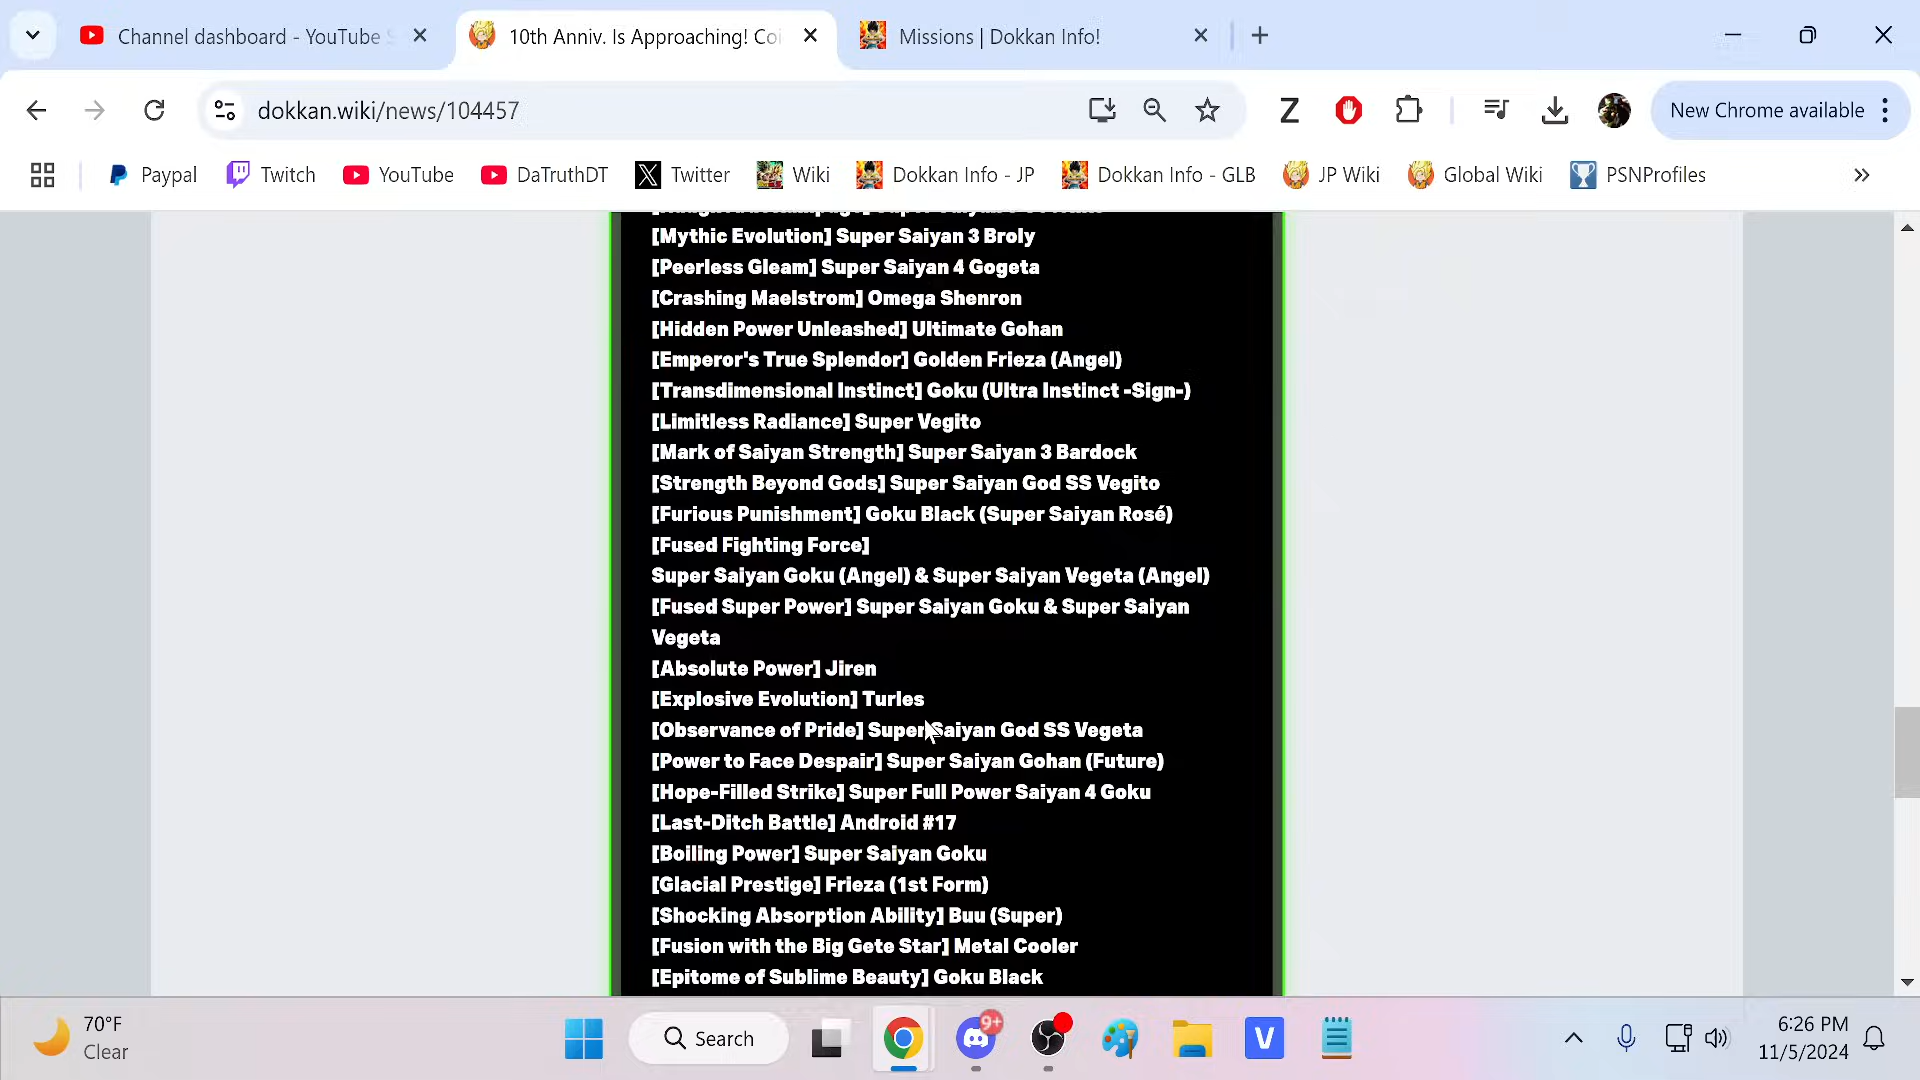 Channel dashboard - YouTube
10th Anniv. Is Approaching! Co
Missions | Dokkan Info!
dokkan.wiki/news/104457
Z
New Chrome available
Paypal
Twitch
YouTube
DaTruthDT
Twitter
Wiki
Dokkan Info - JP
Dokkan Info - GLB
JP Wiki
Global Wiki
PSNProfiles
[Mythic Evolution] Super Saiyan 3 Broly
[Peerless Gleam] Super Saiyan 4 Gogeta
[Crashing Maelstrom] Omega Shenron
[Hidden Power Unleashed] Ultimate Gohan
[Emperor's True Splendor] Golden Frieza (Angel)
[Transdimensional Instinct] Goku (Ultra Instinct -Sign-)
[Limitless Radiance] Super Vegito
[Mark of Saiyan Strength] Super Saiyan 3 Bardock
[Strength Beyond Gods] Super Saiyan God SS Vegito
[Furious Punishment] Goku Black (Super Saiyan Rosé)
[Fused Fighting Force]
Super Saiyan Goku (Angel) & Super Saiyan Vegeta (Angel)
[Fused Super Power] Super Saiyan Goku & Super Saiyan
Vegeta
[Absolute Power] Jiren
[Explosive Evolution] Turles
[Observance of Pride] Super Saiyan God SS Vegeta
[Power to Face Despair] Super Saiyan Gohan (Future)
[Hope-Filled Strike] Super Full Power Saiyan 4 Goku
[Last-Ditch Battle] Android #17
[Boiling Power] Super Saiyan Goku
[Glacial Prestige] Frieza (1st Form)
[Shocking Absorption Ability] Buu (Super)
[Fusion with the Big Gete Star] Metal Cooler
[Epitome of Sublime Beauty] Goku Black
70°F
Clear
Search
9+
V
6:26 PM
11/5/2024